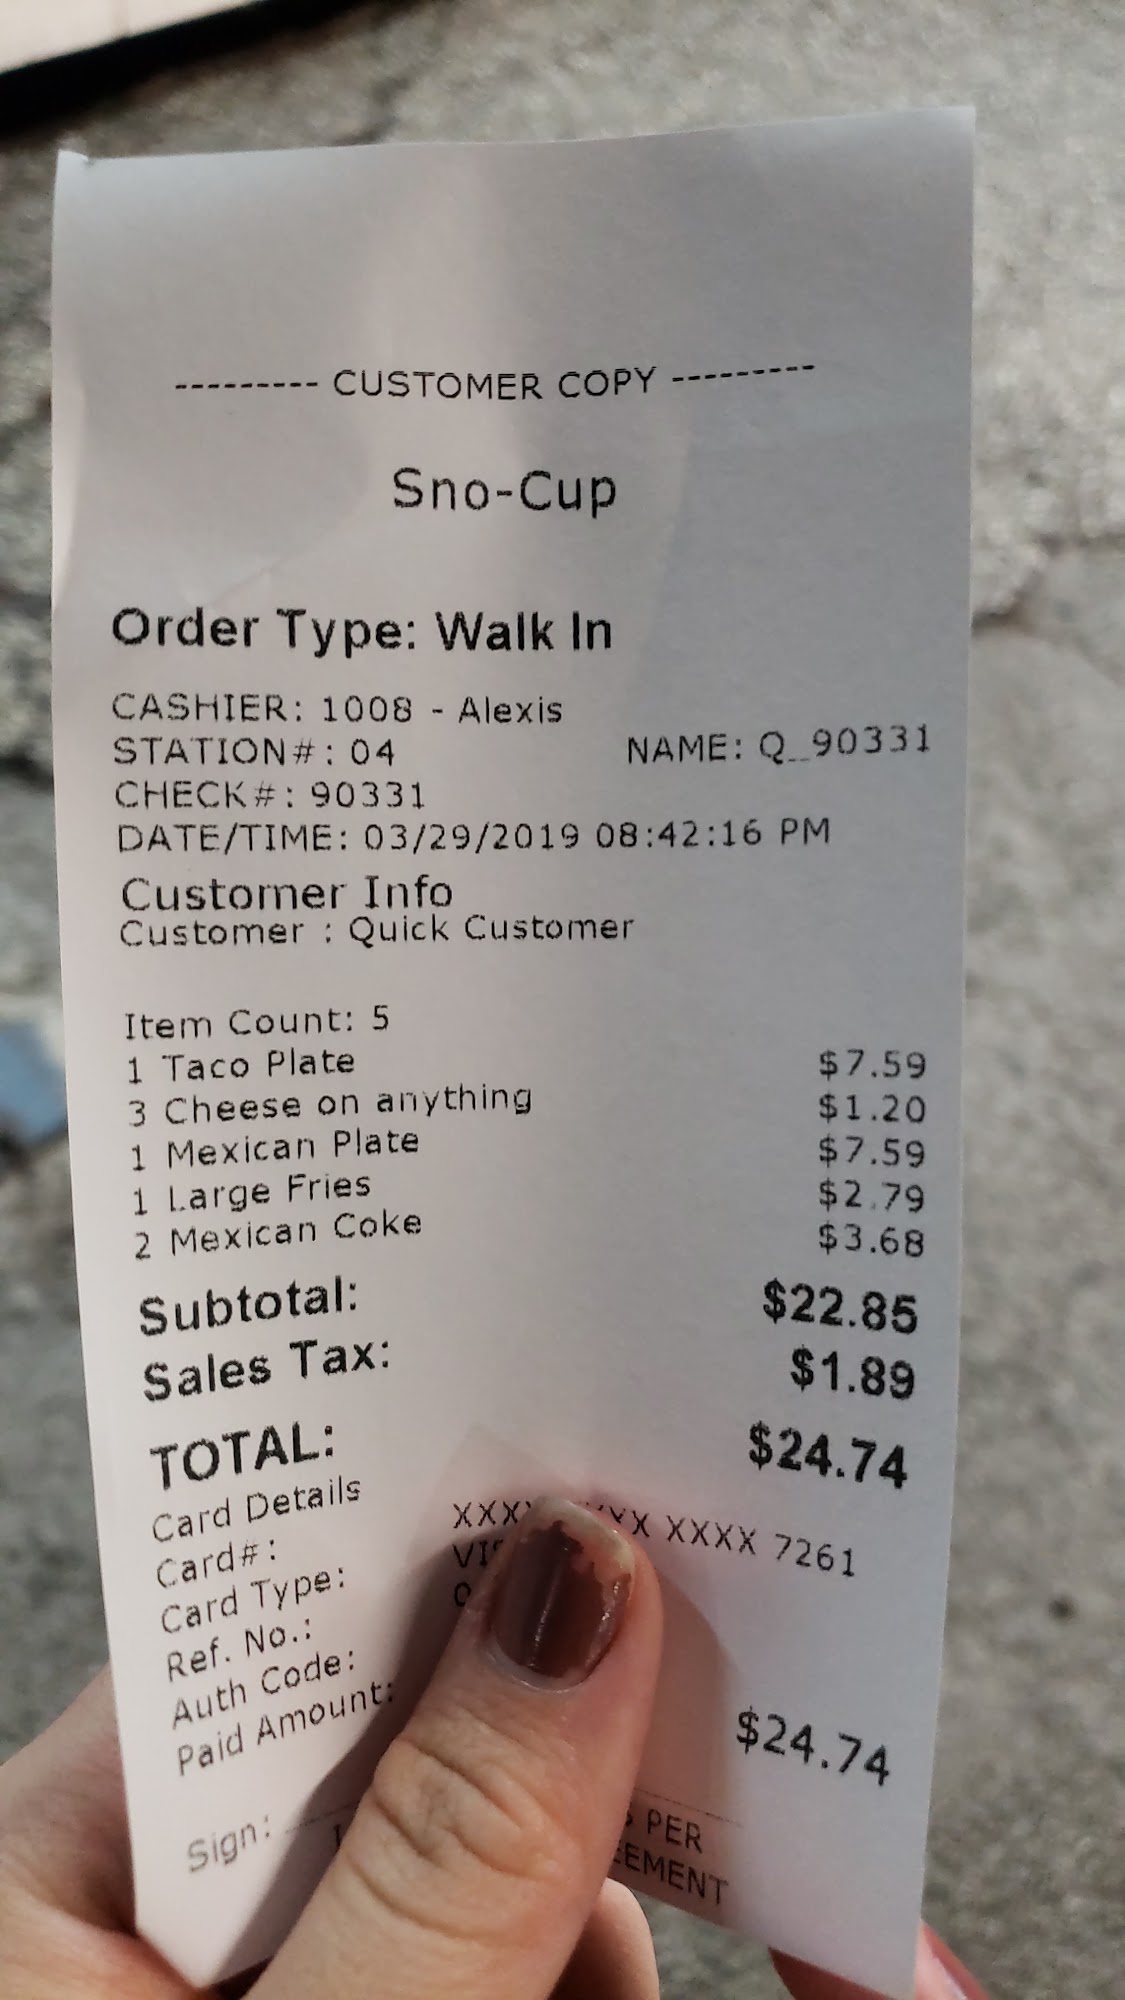 --------- CUSTOMER COPY ---------
Sno-Cup
Order Type: Walk In
CASHIER: 1008 - Alexis
STATION#: 04 NAME: Q_90331
CHECK#: 90331
DATE/TIME: 03/29/2019 08:42:16 PM
Customer Info
Customer : Quick Customer
Item Count: 5
1 Taco Plate $7.59
3 Cheese on anything $1.20
1 Mexican Plate $7.59
1 Large Fries $2.79
2 Mexican Coke $3.68
Subtotal: $22.85
Sales Tax: $1.89
TOTAL: $24.74
Card Details
Card#: XXXX 7261
Card Type:
Ref. No.:
Auth Code:
Paid Amount: $24.74
Sign:
PER